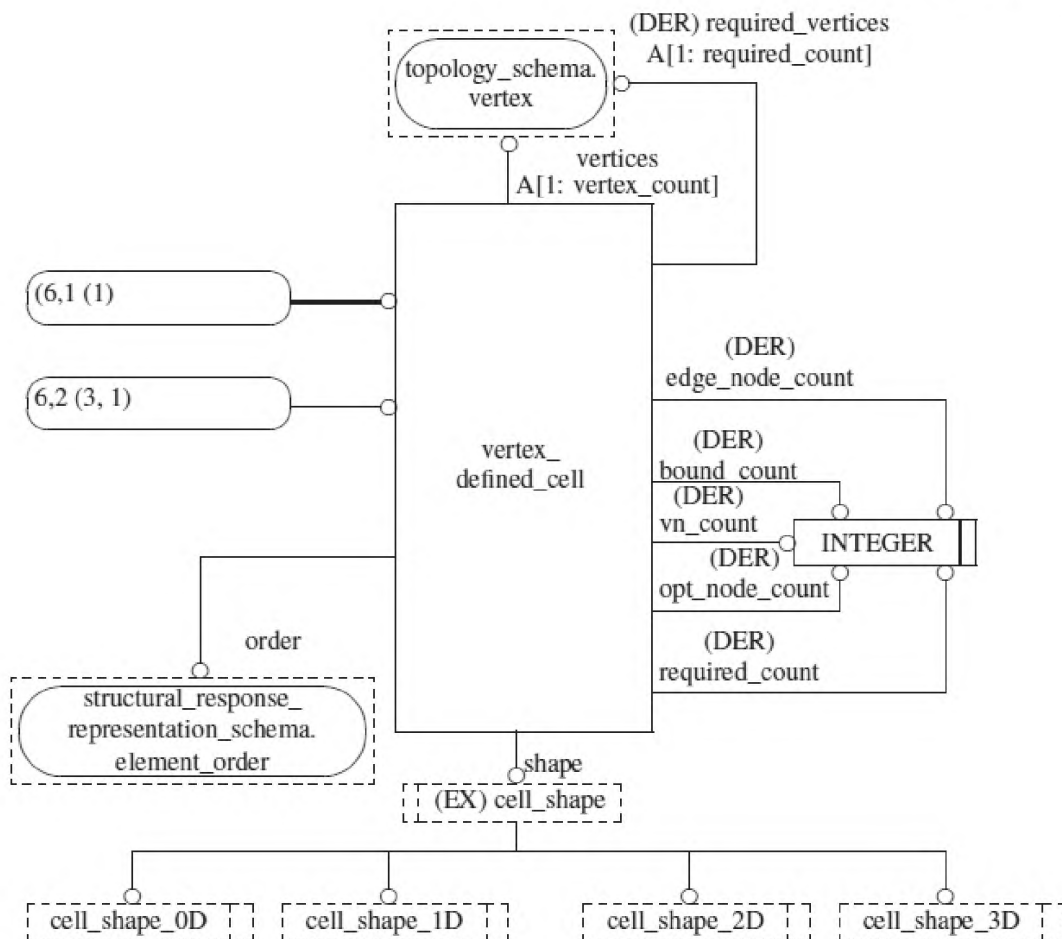 (DER) required_vertices
A[1: required_count]
topology_schema.
vertex
vertices
A[1: vertex_count]
(6,1 (1)
6,2 (3, 1)
(DER)
edge_node_count
(DER)
bound_count
(DER)
vn_count
vertex_
defined_cell
INTEGER
(DER)
opt_node_count
(DER)
required_count
order
structural_response_
representation_schema.
element_order
shape
(EX) cell_shape
cell_shape_0D
cell_shape_1D
cell_shape_2D
cell_shape_3D